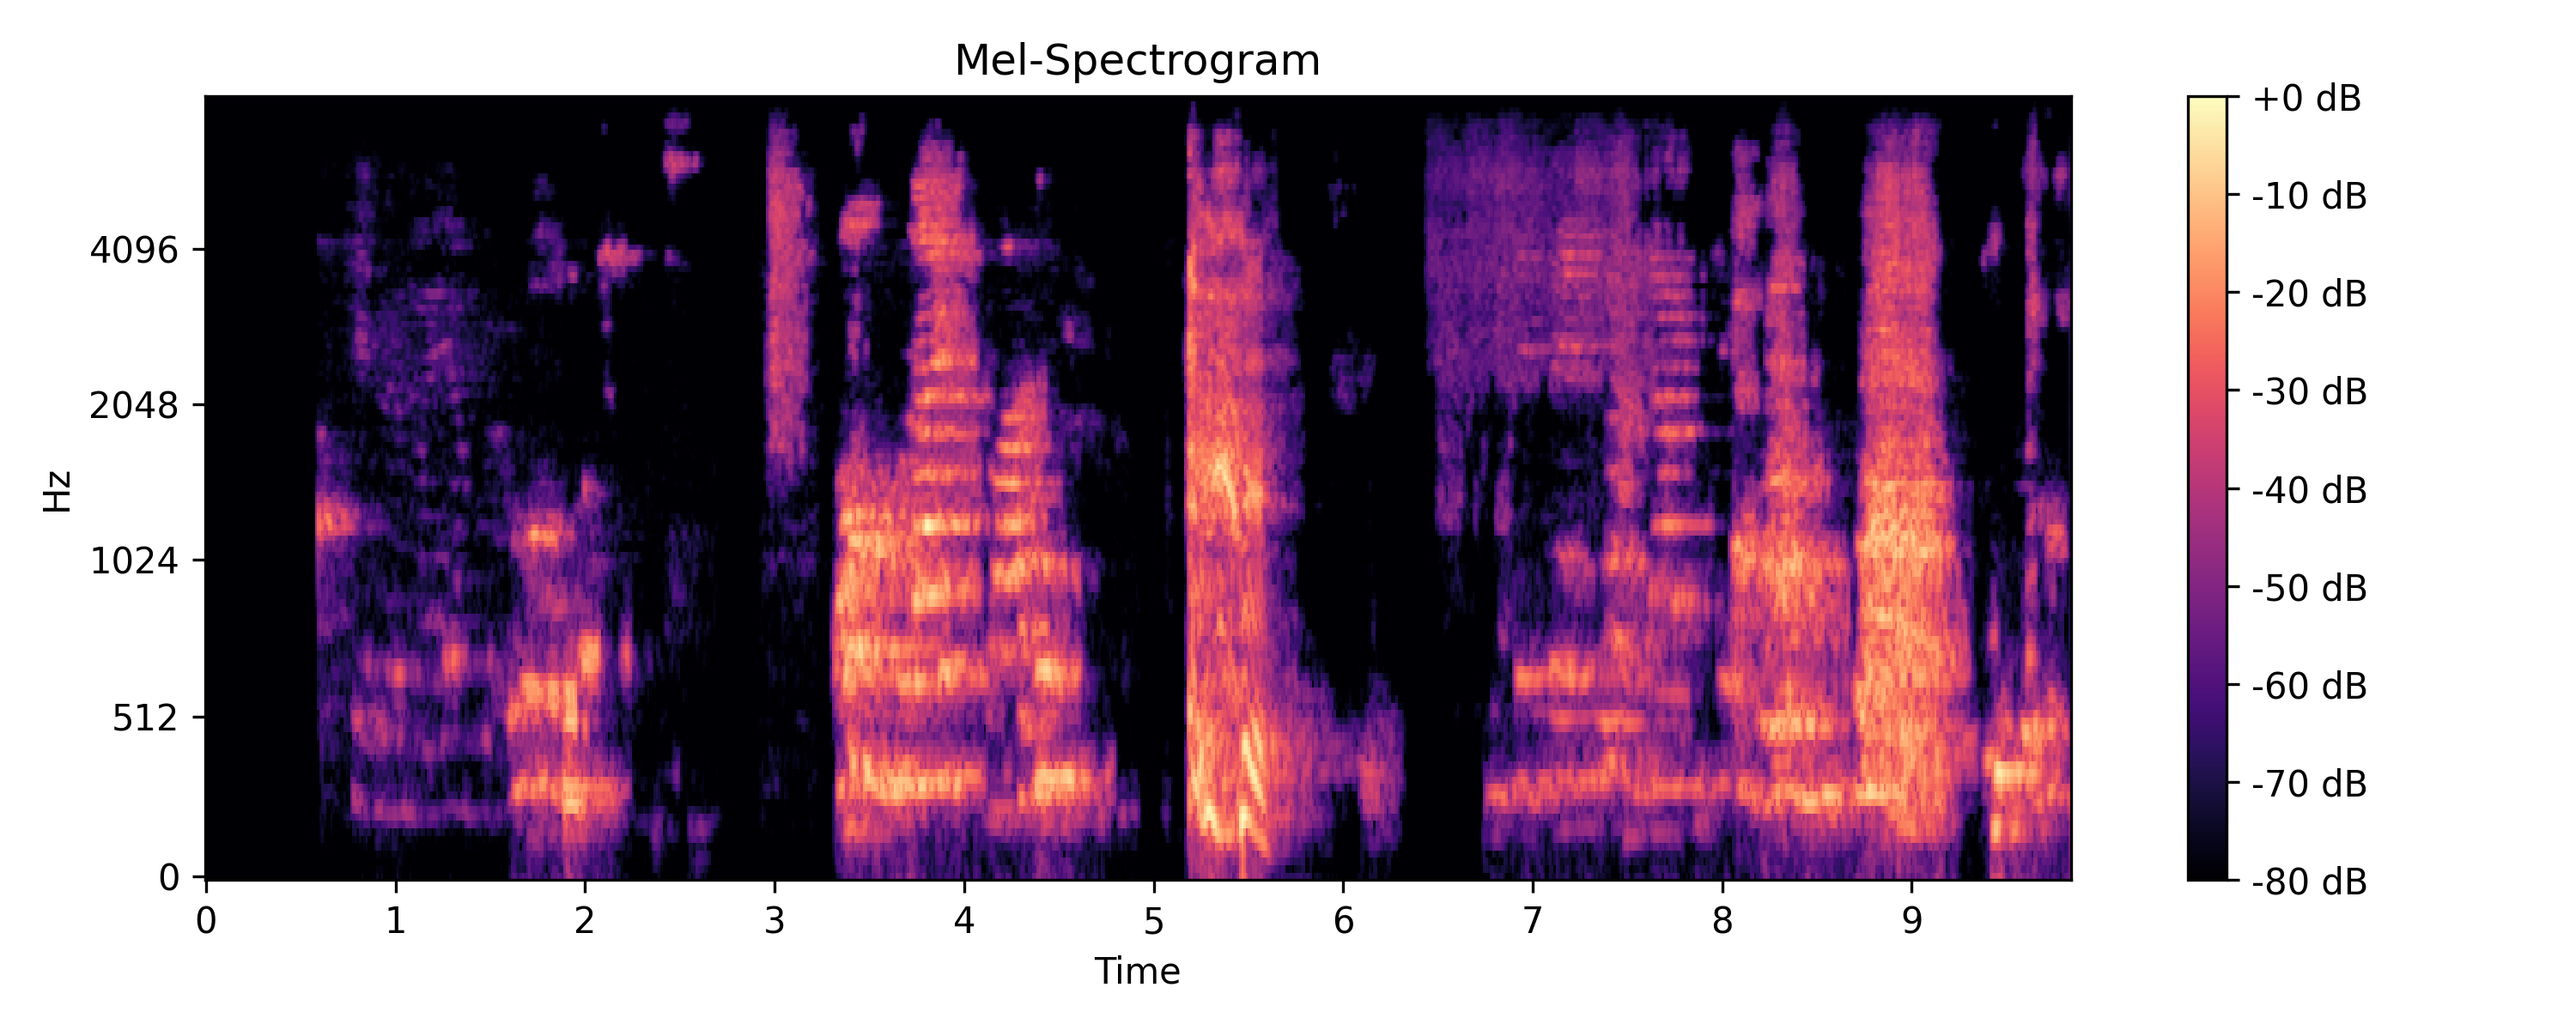 Mel-Spectrogram
+0 dB
-10 dB
-20 dB
-30 dB
-40 dB
-50 dB
-60 dB
-70 dB
-80 dB
4096
2048
1024
512
0
Hz
0 1 2 3 4 5 6 7 8 9
Time